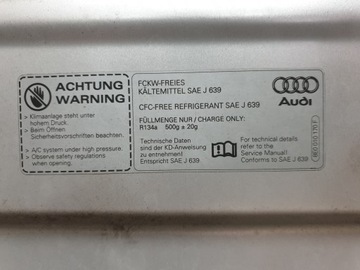 ACHTUNG
WARNING
> Klimaanlage steht unter
hohem Druck.
> Beim Öffnen
Sicherheitsvorschriften beachten.
> A/C system under high pressure.
> Observe safety regulations
when opening.
FCKW-FREIES
KÄLTEMITTEL SAE J 639
CFC-FREE REFRIGERANT SAE J 639
FÜLLMENGE NUR / CHARGE ONLY:
R134a 500g ± 20g
Technische Daten
sind der KD-Anweisung
zu entnehmen!
Entspricht SAE J 639
Audi
For technical details
refer to the
Service Manual!
Conforms to SAE J 639